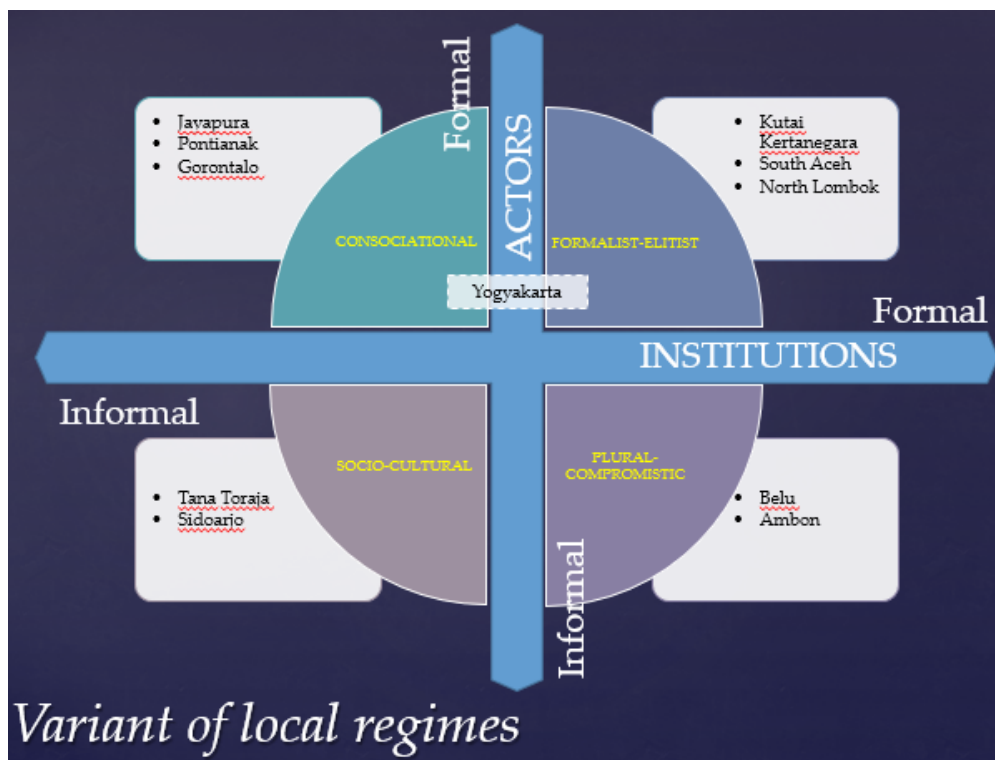 Formal
ACTORS
• Jayapura
• Pontianak
• Gorontalo
• Kutai
Kertanegara
• South Aceh
• North Lombok
CONSOCIATIONAL
FORMALIST-ELITIST
Yogyakarta
Formal
INSTITUTIONS
Informal
SOCIO-CULTURAL
PLURAL-
COMPROMISTIC
• Tana Toraja
• Sidoarjo
• Belu
• Ambon
Informal
Variant of local regimes